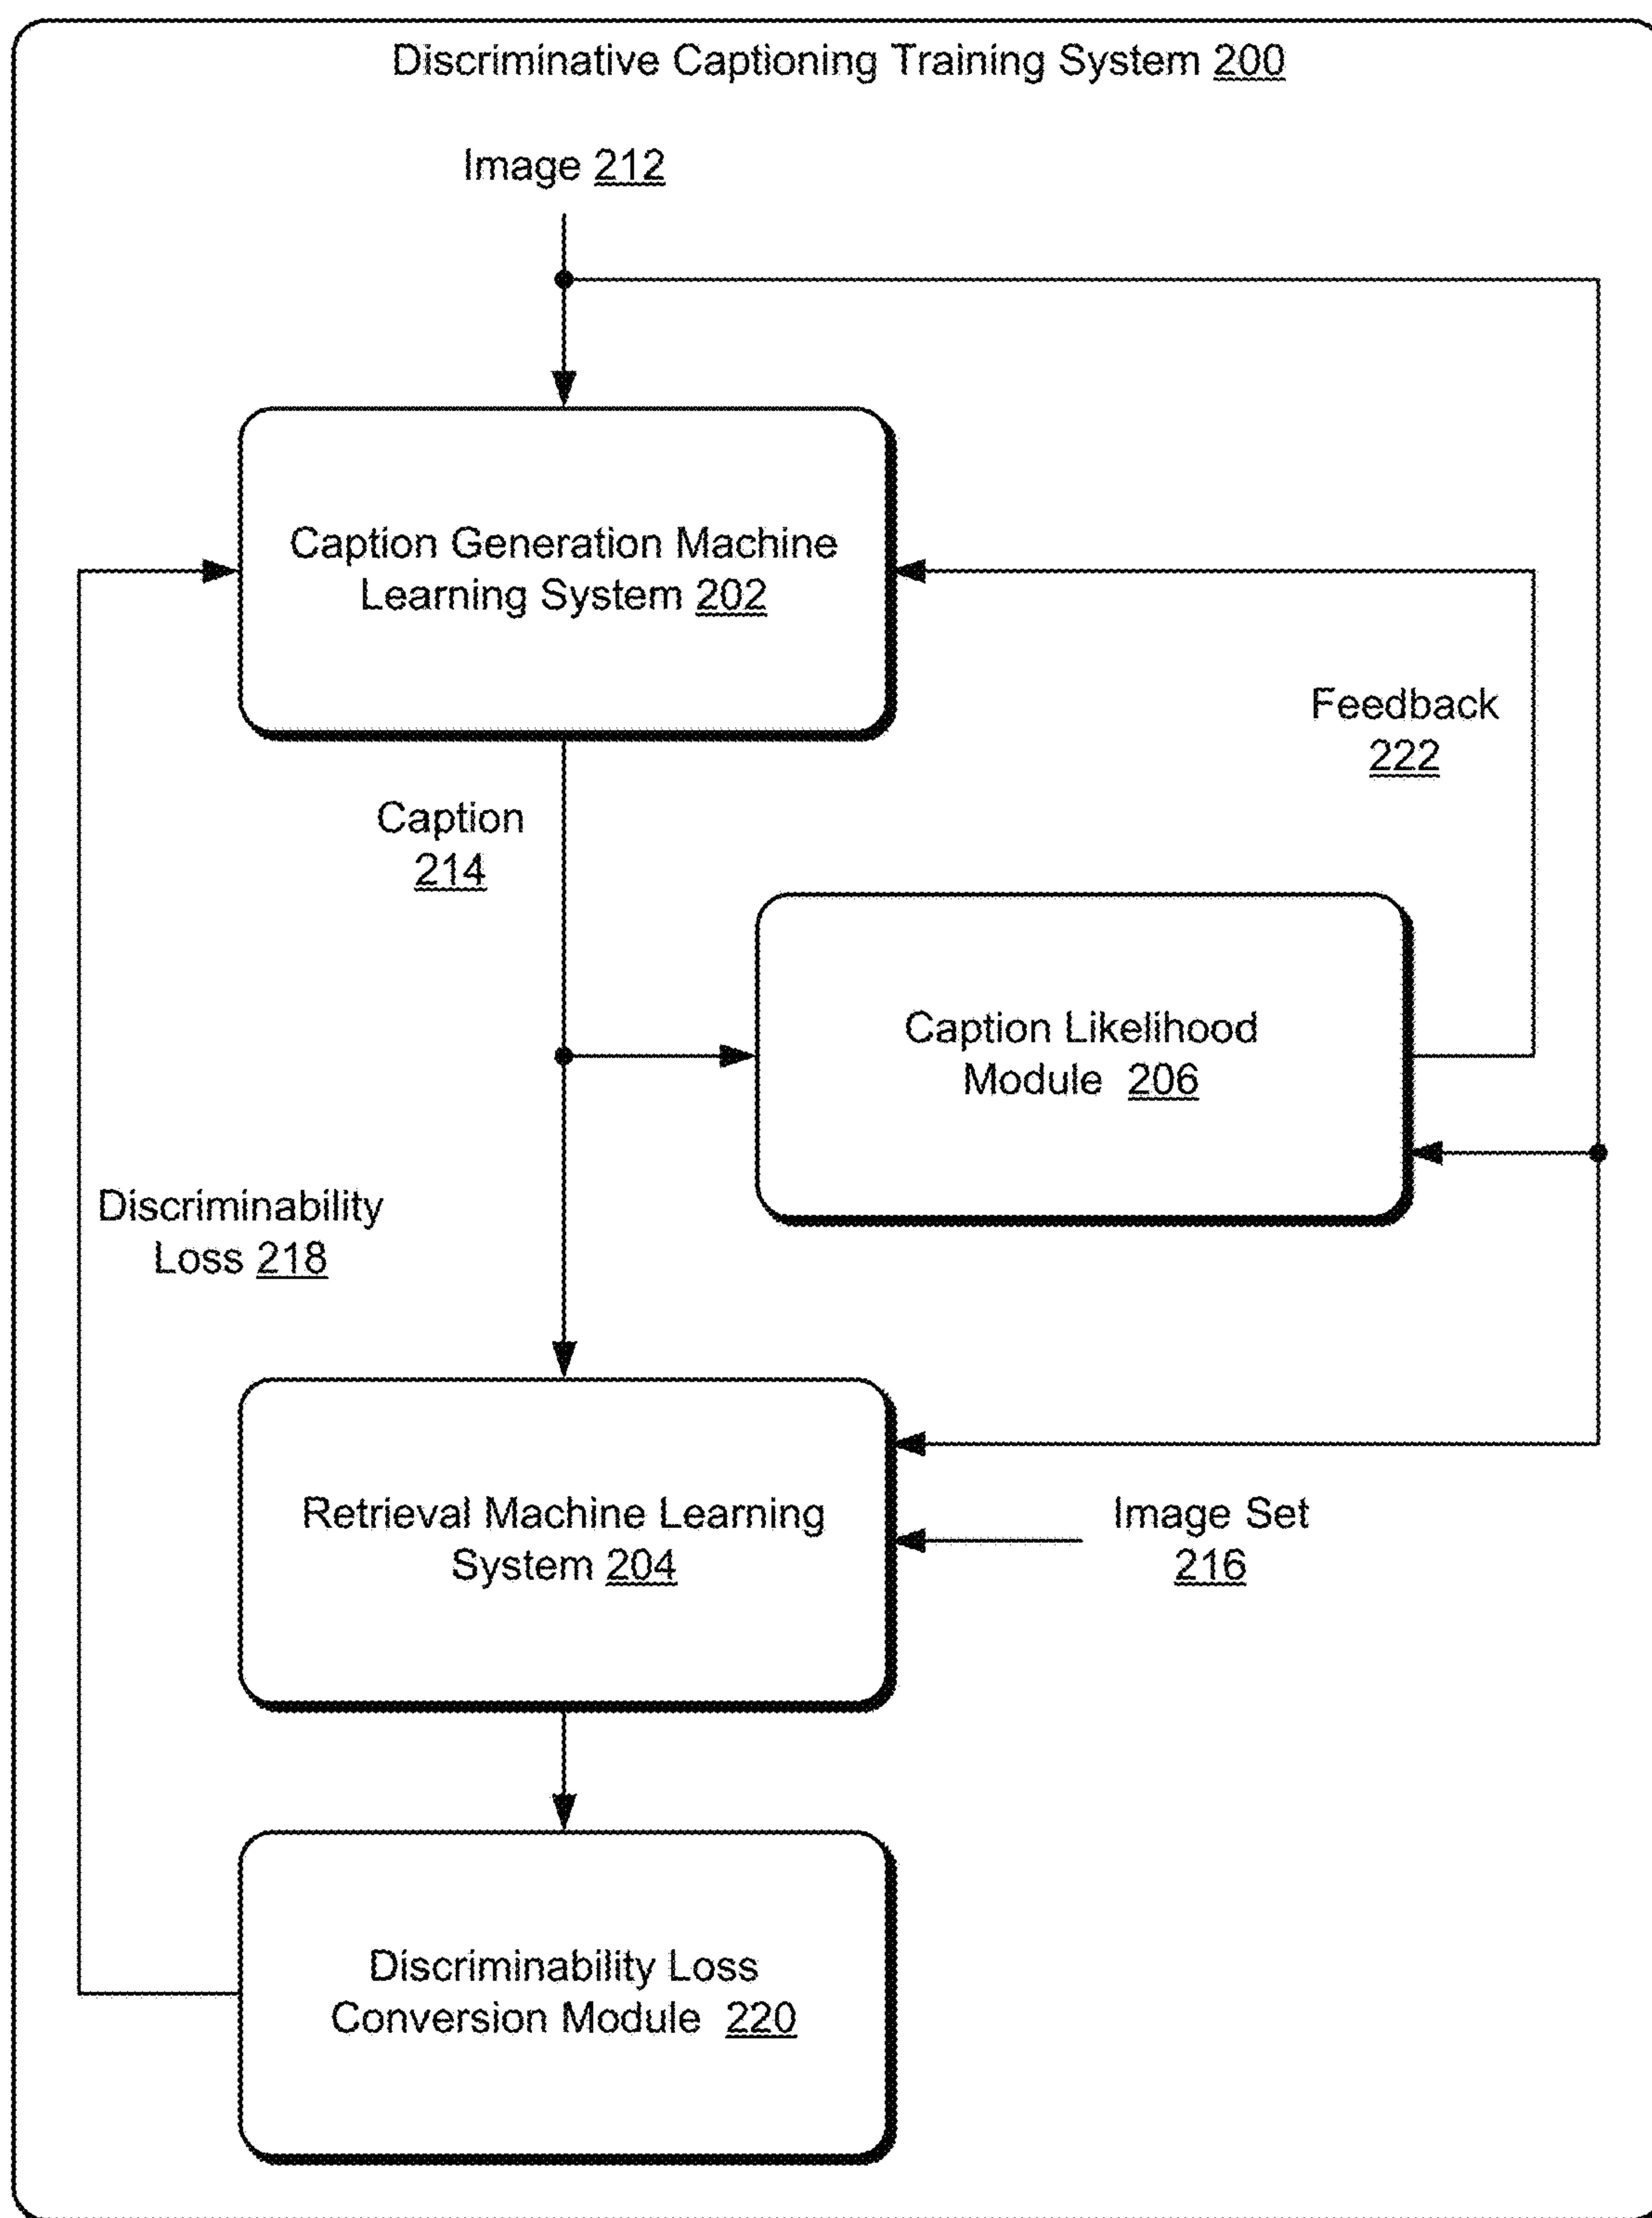 Discriminative Captioning Training System 200
Image 212
Caption Generation Machine
Learning System 202
Feedback
222
Caption
214
Caption Likelihood
Module 206
Discriminability
Loss 218
Retrieval Machine Learning
System 204
Image Set
216
Discriminability Loss
Conversion Module 220